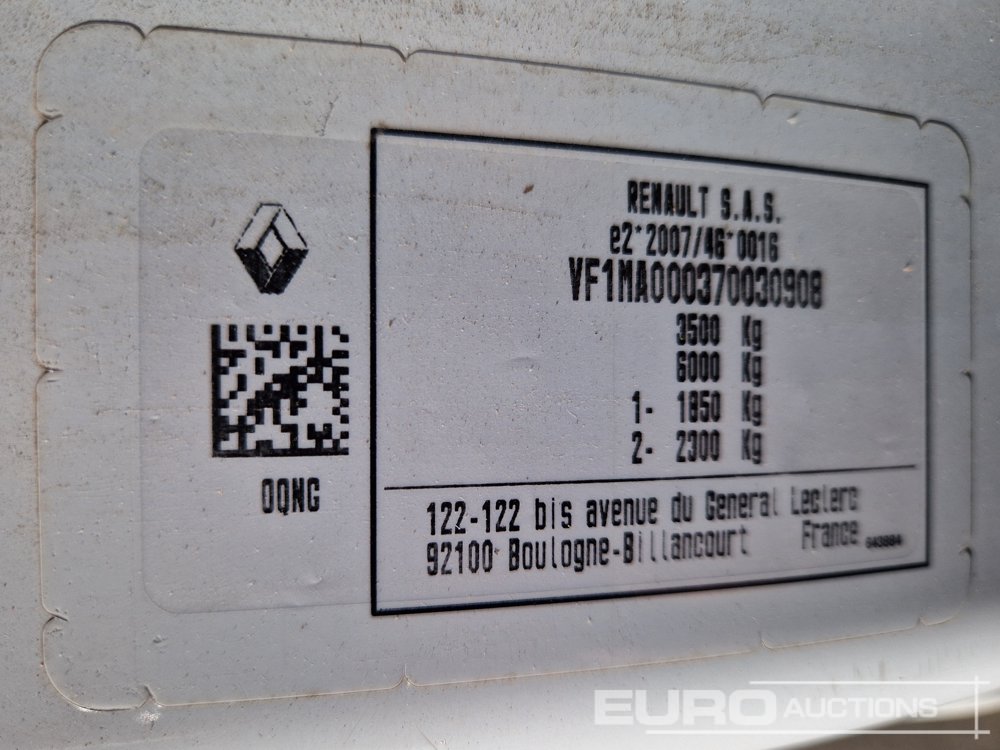 RENAULT S.A.S.
e2*2007/46*0016
VF1MA000370030908
3500 Kg
6000 Kg
1- 1850 Kg
2- 2300 Kg
OQNG
122-122 bis avenue du General Leclerc
92100 Boulogne-Billancourt France
EURO AUCTIONS